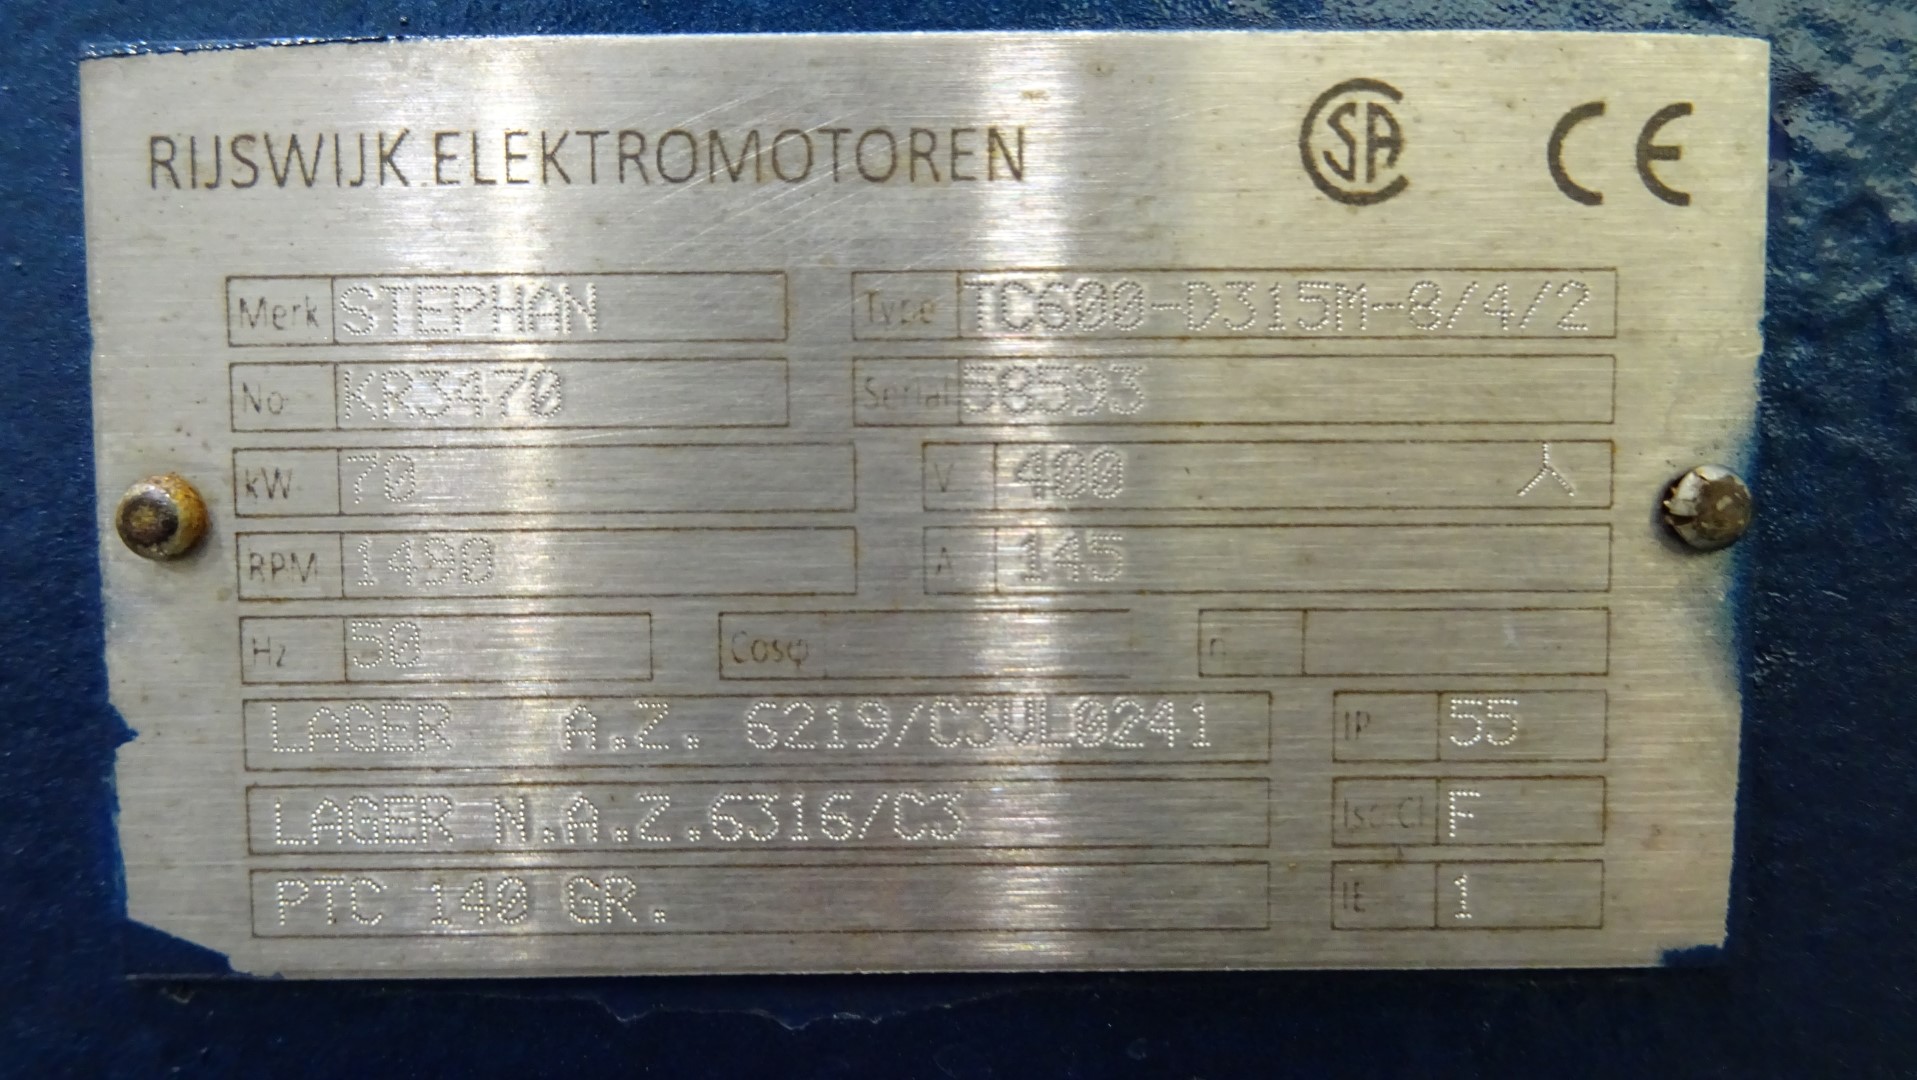 RIJSWIJK ELEKTROMOTOREN CSA CE
Merk STEPHAN Type TC600-D315M-8/4/2
No KR3470 Serial 58593
kW 70 V 400
RPM 1490 A 145
Hz 50 Cosφ n
LAGER A.Z. 6219/C3VL0241 IP 55
LAGER N.A.Z.6316/C3 Iso.Cl F
PTC 140 GR. IE 1